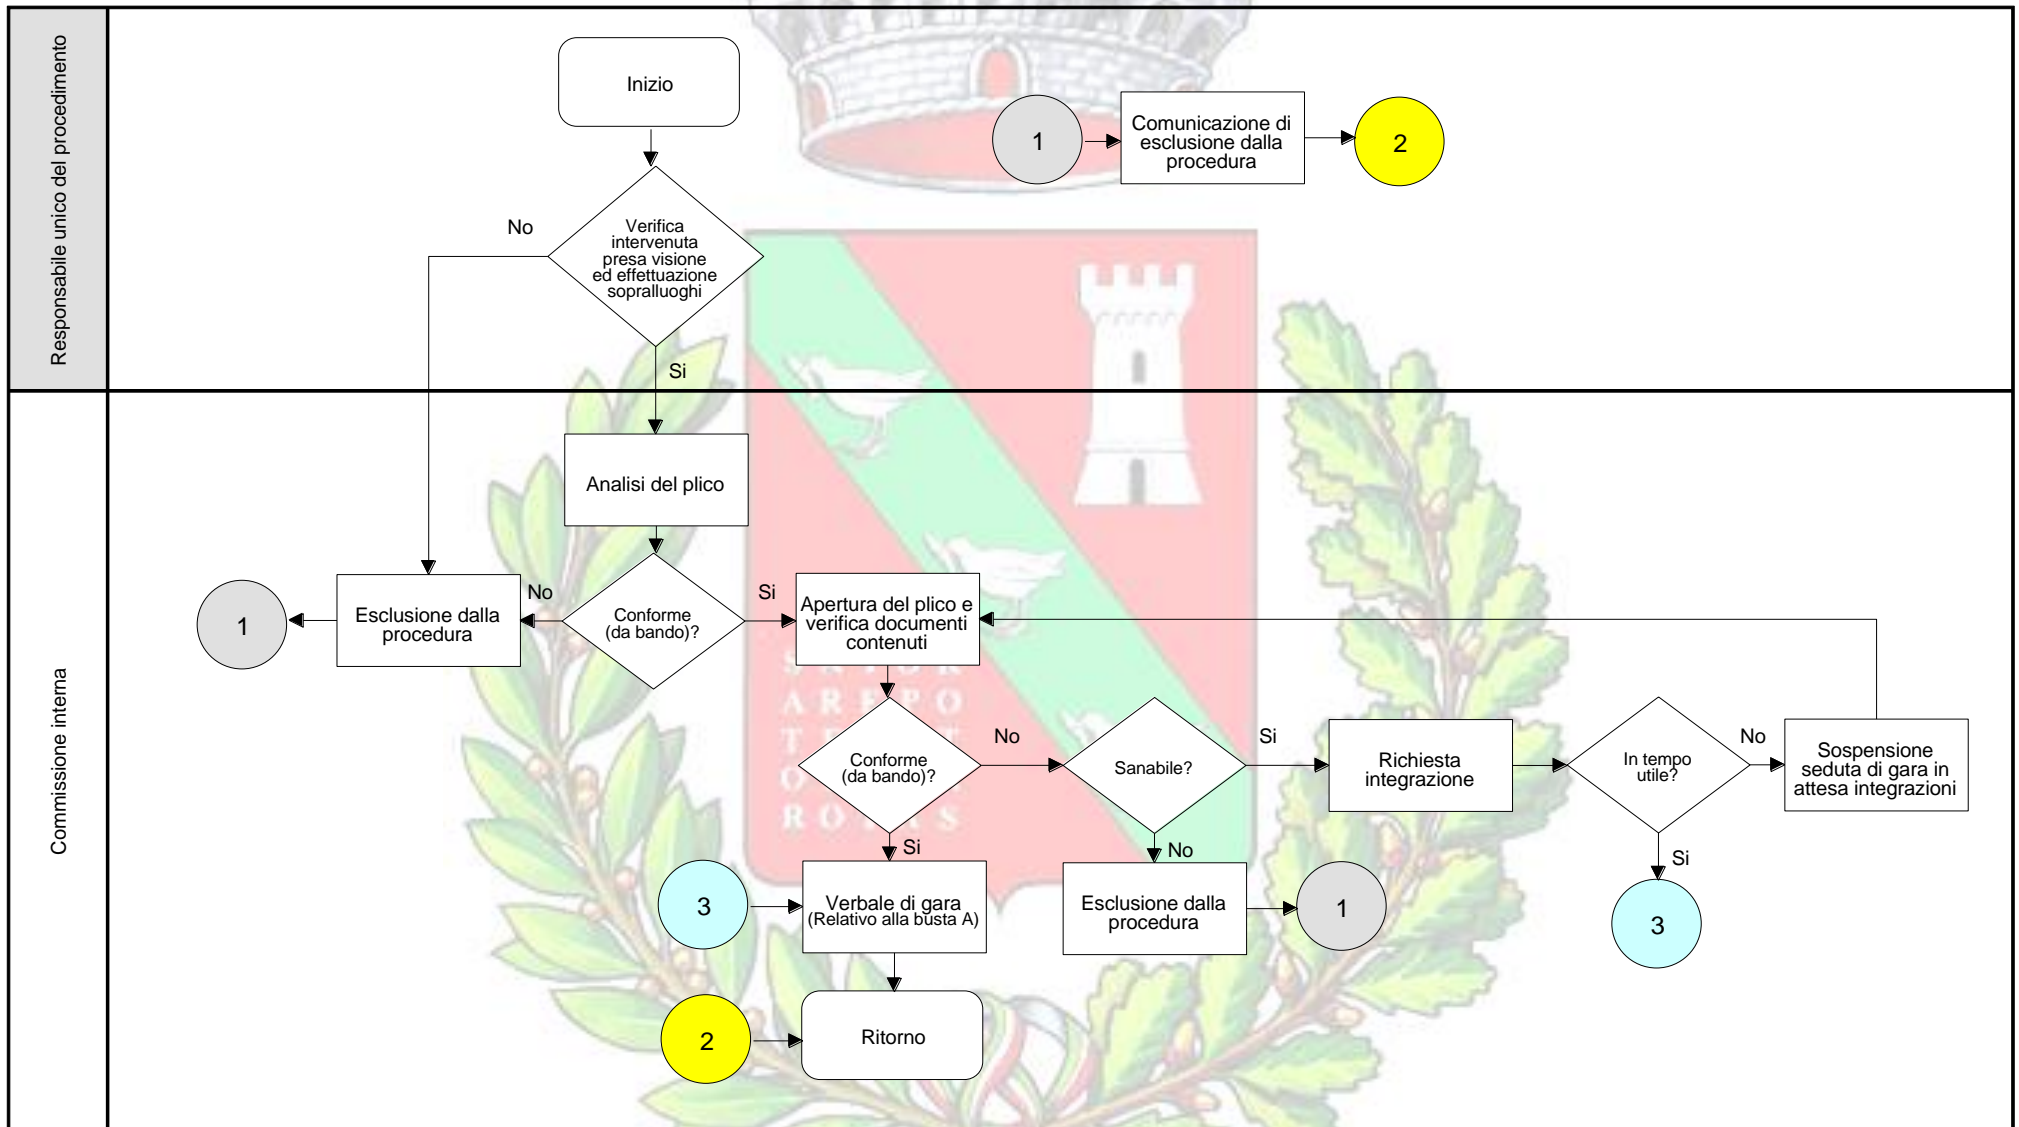 Responsabile unico del procedimento
Inizio
1
Comunicazione di
esclusione dalla
procedura
2
No
Verifica
intervenuta
presa visione
ed effettuazione
sopralluoghi
Si
Commissione interna
Analisi del plico
1
Esclusione dalla
procedura
No
Conforme
(da bando)?
Si
Apertura del plico e
verifica documenti
contenuti
AREPO
Conforme
(da bando)?
No
Sanabile?
Si
Richiesta
integrazione
In tempo
utile?
No
Sospensione
seduta di gara in
attesa integrazioni
Si
No
Si
3
Verbale di gara
(Relativo alla busta A)
Esclusione dalla
procedura
1
3
2
Ritorno